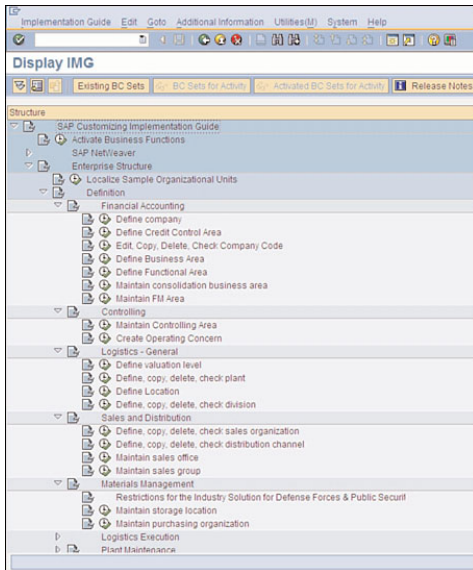 Implementation Guide Edit Goto Additional Information Utilities(M) System Help
Display IMG
Existing BC Sets BC Sets for Activity Activated BC Sets for Activity Release Notes
Structure
SAP Customizing Implementation Guide
Activate Business Functions
SAP NetWeaver
Enterprise Structure
Localize Sample Organizational Units
Definition
Financial Accounting
Define company
Define Credit Control Area
Edit, Copy, Delete, Check Company Code
Define Business Area
Define Functional Area
Maintain consolidation business area
Maintain FM Area
Controlling
Maintain Controlling Area
Create Operating Concern
Logistics - General
Define valuation level
Define, copy, delete, check plant
Define Location
Define, copy, delete, check division
Sales and Distribution
Define, copy, delete, check sales organization
Define, copy, delete, check distribution channel
Maintain sales office
Maintain sales group
Materials Management
Restrictions for the Industry Solution for Defense Forces & Public Securit
Maintain storage location
Maintain purchasing organization
Logistics Execution
Plant Maintenance